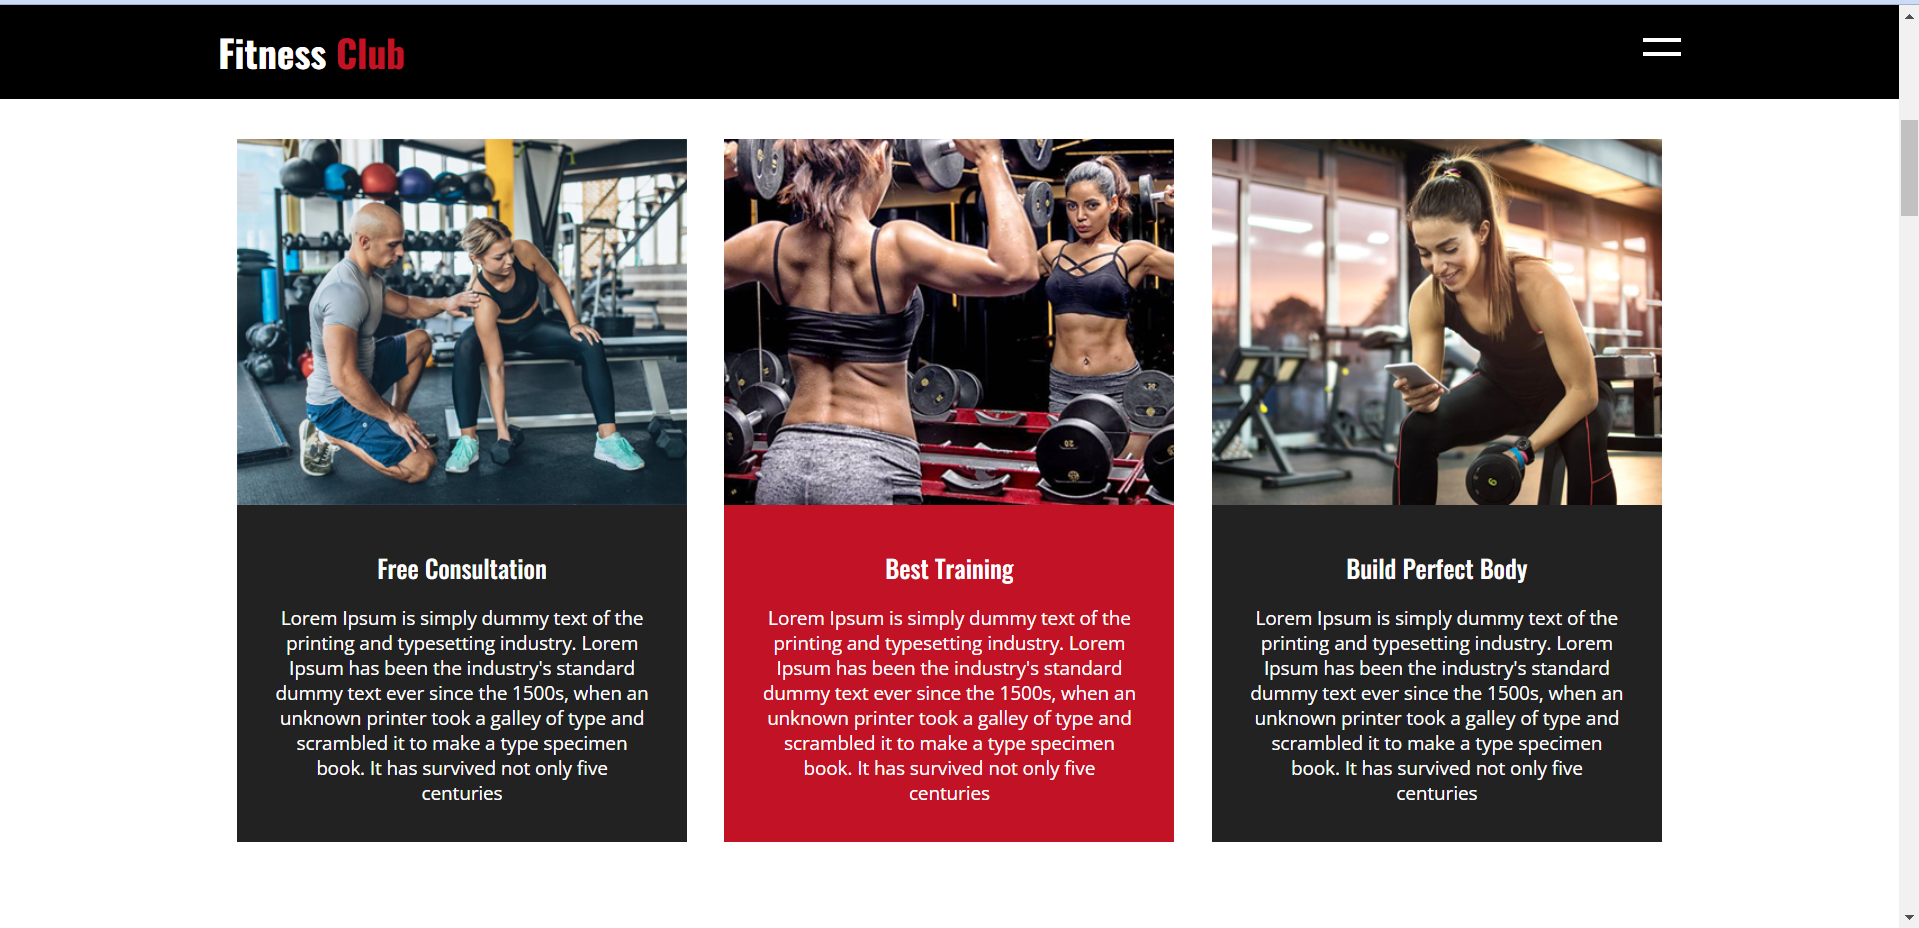 Fitness Club
Free Consultation
Lorem Ipsum is simply dummy text of the
printing and typesetting industry. Lorem
Ipsum has been the industry's standard
dummy text ever since the 1500s, when an
unknown printer took a galley of type and
scrambled it to make a type specimen
book. It has survived not only five
centuries
Best Training
Lorem Ipsum is simply dummy text of the
printing and typesetting industry. Lorem
Ipsum has been the industry's standard
dummy text ever since the 1500s, when an
unknown printer took a galley of type and
scrambled it to make a type specimen
book. It has survived not only five
centuries
Build Perfect Body
Lorem Ipsum is simply dummy text of the
printing and typesetting industry. Lorem
Ipsum has been the industry's standard
dummy text ever since the 1500s, when an
unknown printer took a galley of type and
scrambled it to make a type specimen
book. It has survived not only five
centuries